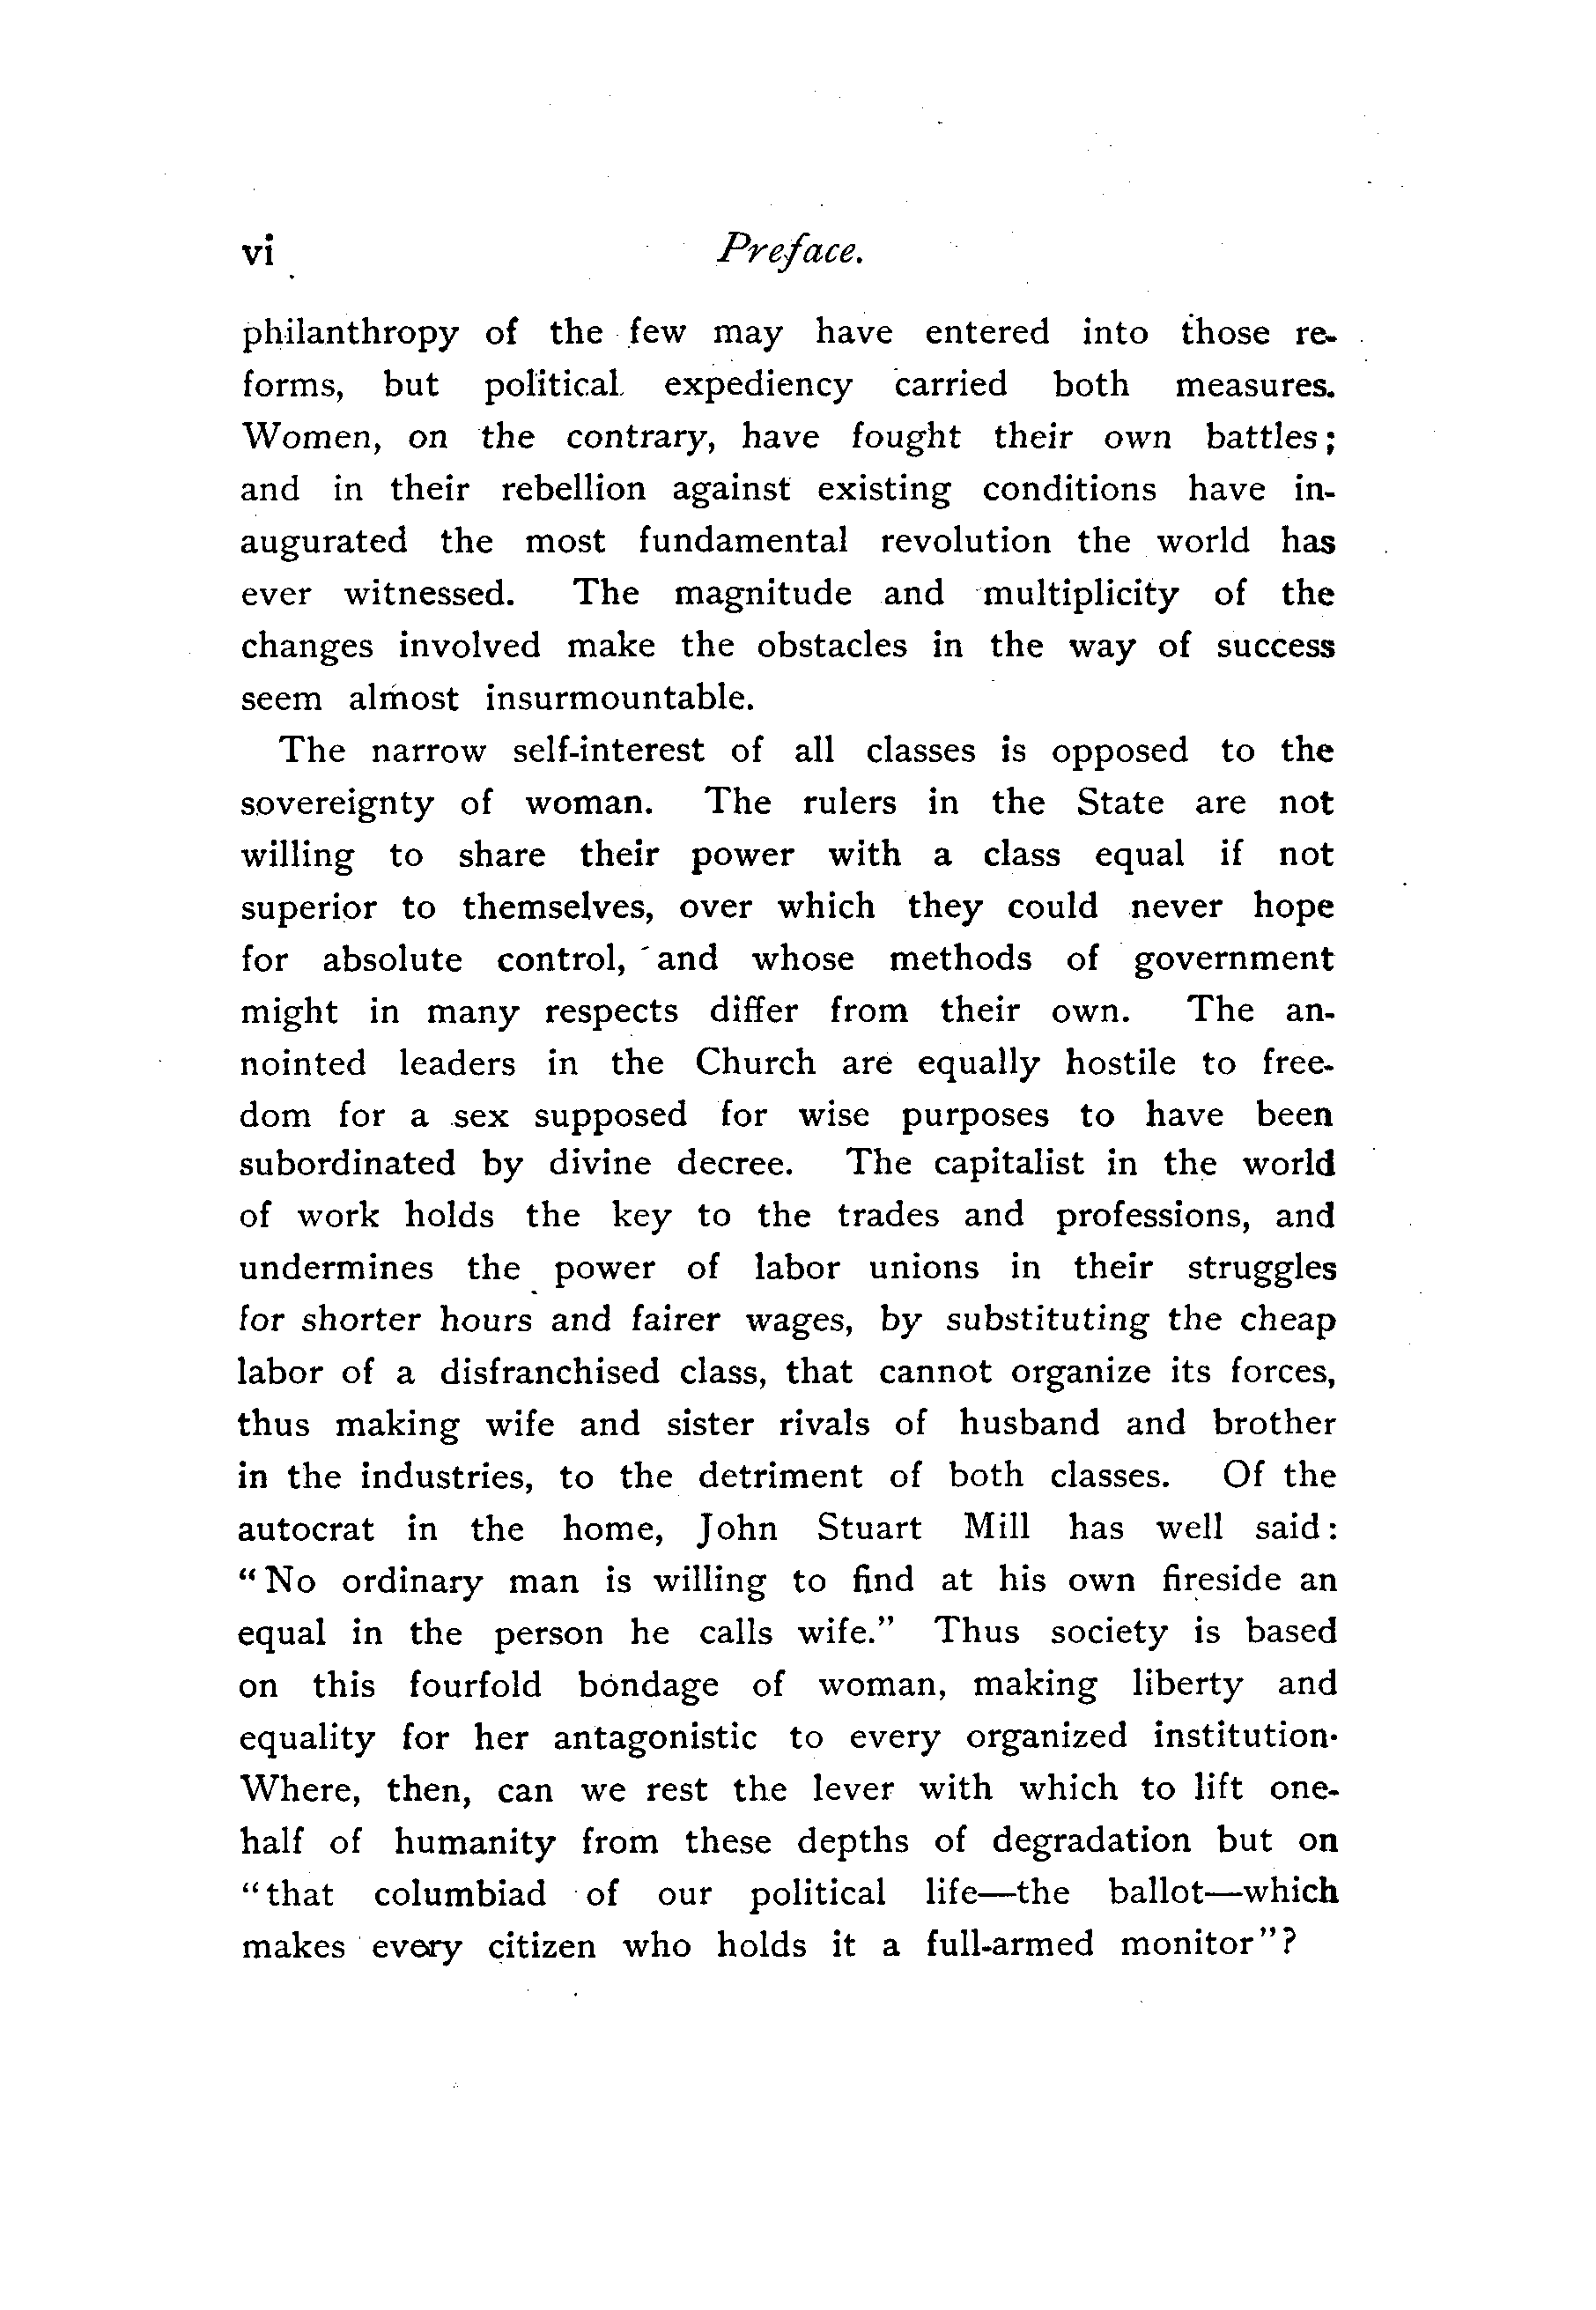 vi Preface.
philanthropy of the few may have entered into those re-
forms, but political expediency carried both measures.
Women, on the contrary, have fought their own battles;
and in their rebellion against existing conditions have in-
augurated the most fundamental revolution the world has
ever witnessed. The magnitude and multiplicity of the
changes involved make the obstacles in the way of success
seem almost insurmountable.
The narrow self-interest of all classes is opposed to the
sovereignty of woman. The rulers in the State are not
willing to share their power with a class equal if not
superior to themselves, over which they could never hope
for absolute control, and whose methods of government
might in many respects differ from their own. The an-
nointed leaders in the Church are equally hostile to free-
dom for a sex supposed for wise purposes to have been
subordinated by divine decree. The capitalist in the world
of work holds the key to the trades and professions, and
undermines the power of labor unions in their struggles
for shorter hours and fairer wages, by substituting the cheap
labor of a disfranchised class, that cannot organize its forces,
thus making wife and sister rivals of husband and brother
in the industries, to the detriment of both classes. Of the
autocrat in the home, John Stuart Mill has well said:
"No ordinary man is willing to find at his own fireside an
equal in the person he calls wife." Thus society is based
on this fourfold bondage of woman, making liberty and
equality for her antagonistic to every organized institution.
Where, then, can we rest the lever with which to lift one-
half of humanity from these depths of degradation but on
"that columbiad of our political life—the ballot—which
makes every citizen who holds it a full-armed monitor"?